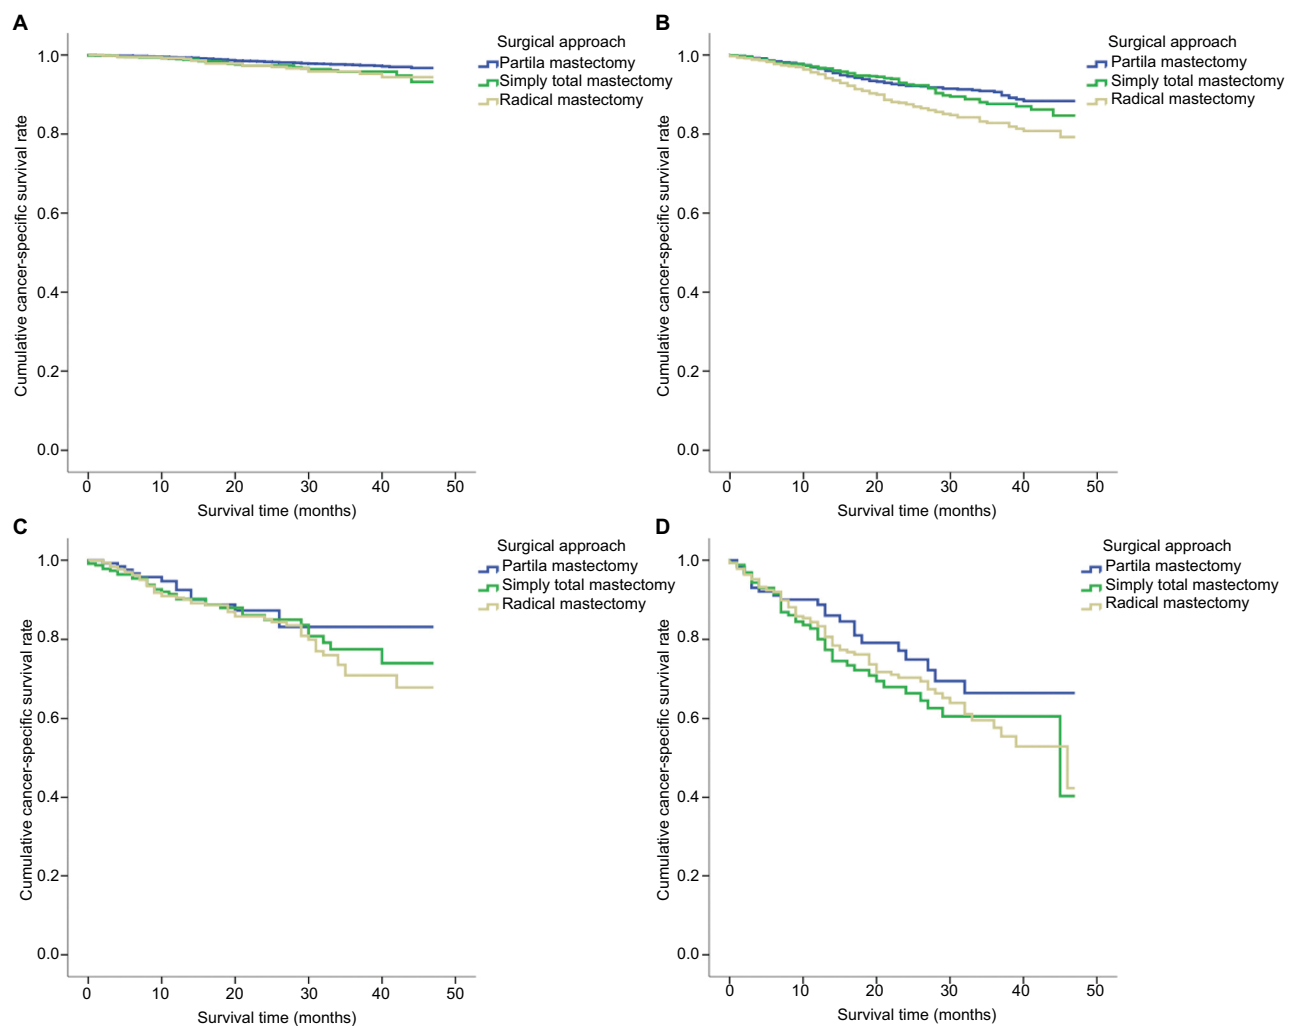 A
Cumulative cancer-specific survival rate
1.0
0.8
0.6
0.4
0.2
0.0
0 10 20 30 40 50
Survival time (months)
Surgical approach
Partila mastectomy
Simply total mastectomy
Radical mastectomy
B
Cumulative cancer-specific survival rate
1.0
0.8
0.6
0.4
0.2
0.0
0 10 20 30 40 50
Survival time (months)
Surgical approach
Partila mastectomy
Simply total mastectomy
Radical mastectomy
C
Cumulative cancer-specific survival rate
1.0
0.8
0.6
0.4
0.2
0.0
0 10 20 30 40 50
Survival time (months)
Surgical approach
Partila mastectomy
Simply total mastectomy
Radical mastectomy
D
Cumulative cancer-specific survival rate
1.0
0.8
0.6
0.4
0.2
0.0
0 10 20 30 40 50
Survival time (months)
Surgical approach
Partila mastectomy
Simply total mastectomy
Radical mastectomy